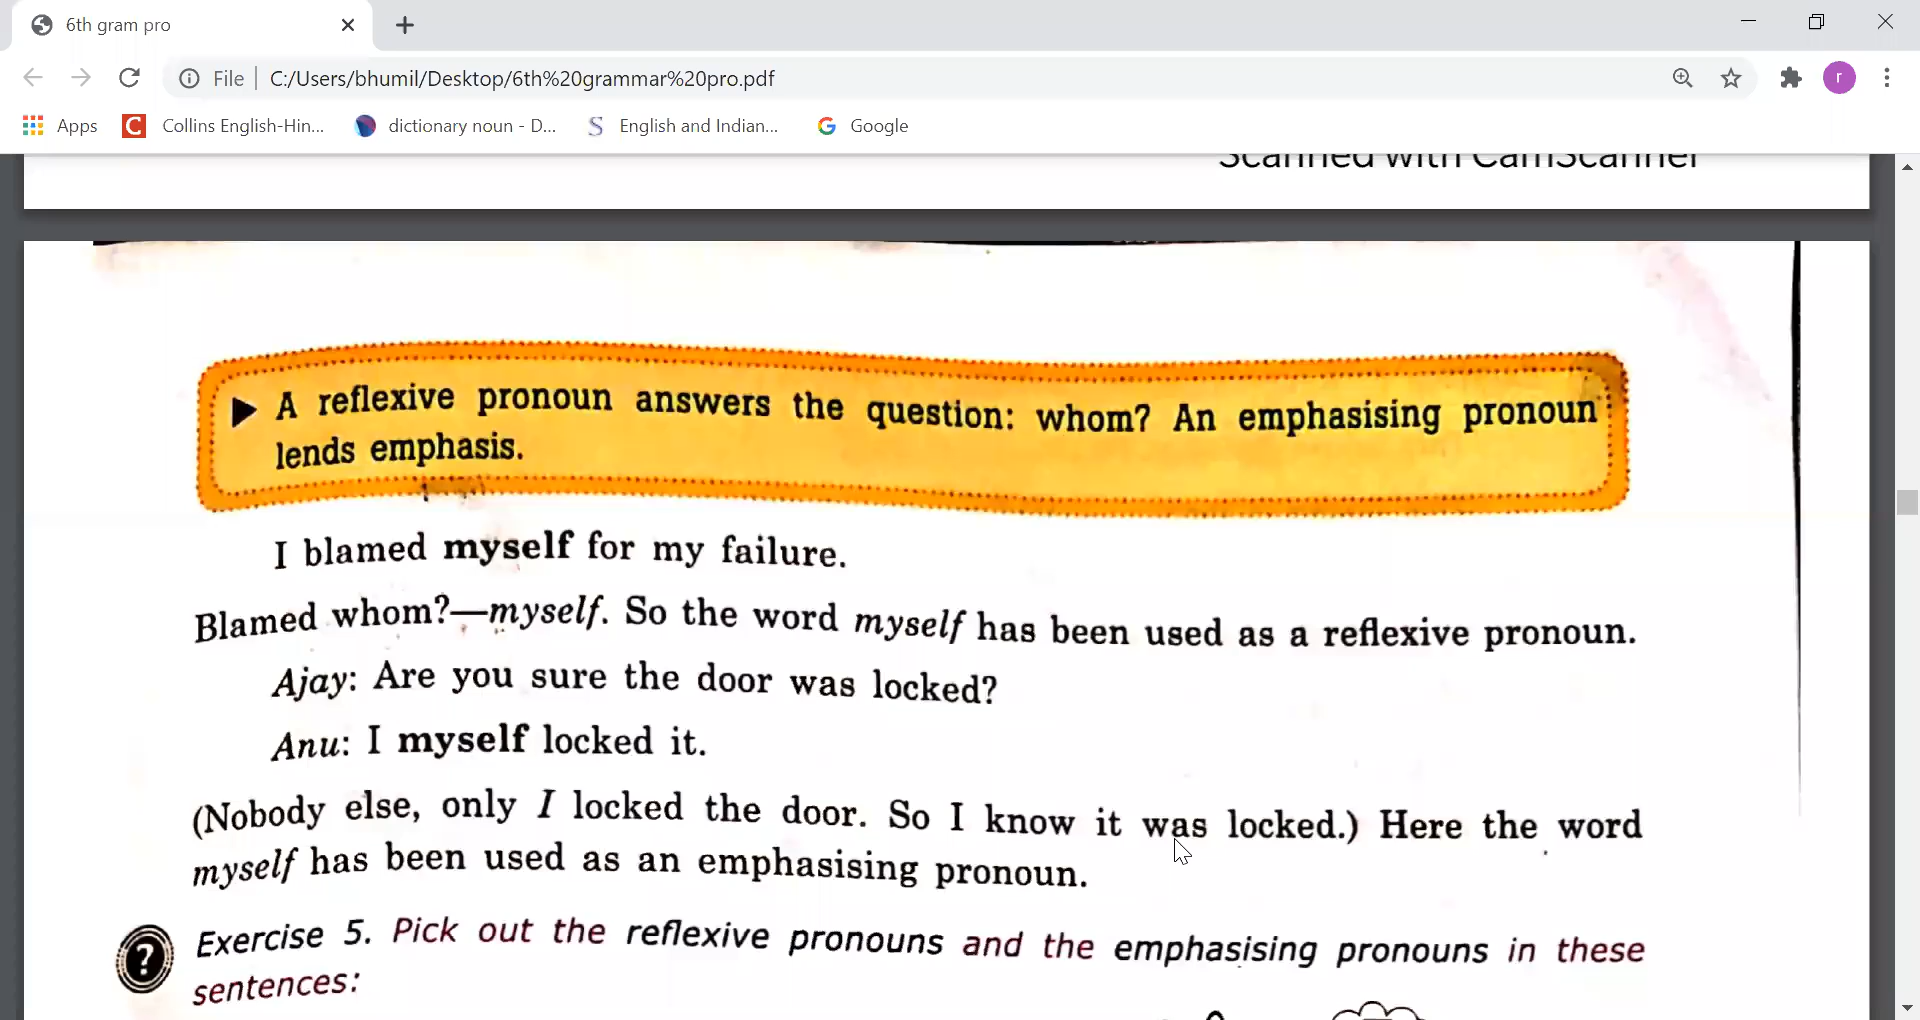 6th gram pro
File
C:/Users/bhumil/Desktop/6th%20grammar%20pro.pdf
r
Apps
Collins English-Hin...
dictionary noun - D...
English and Indian...
Google
Scanned with CamScanner
A reflexive pronoun answers the question: whom? An emphasising pronoun
lends emphasis.
I blamed myself for my failure.
Blamed whom?—myself. So the word myself has been used as a reflexive pronoun.
Ajay: Are you sure the door was locked?
Anu: I myself locked it.
(Nobody else, only I locked the door. So I know it was locked.) Here the word
myself has been used as an emphasising pronoun.
? Exercise 5. Pick out the reflexive pronouns and the emphasising pronouns in these
sentences: